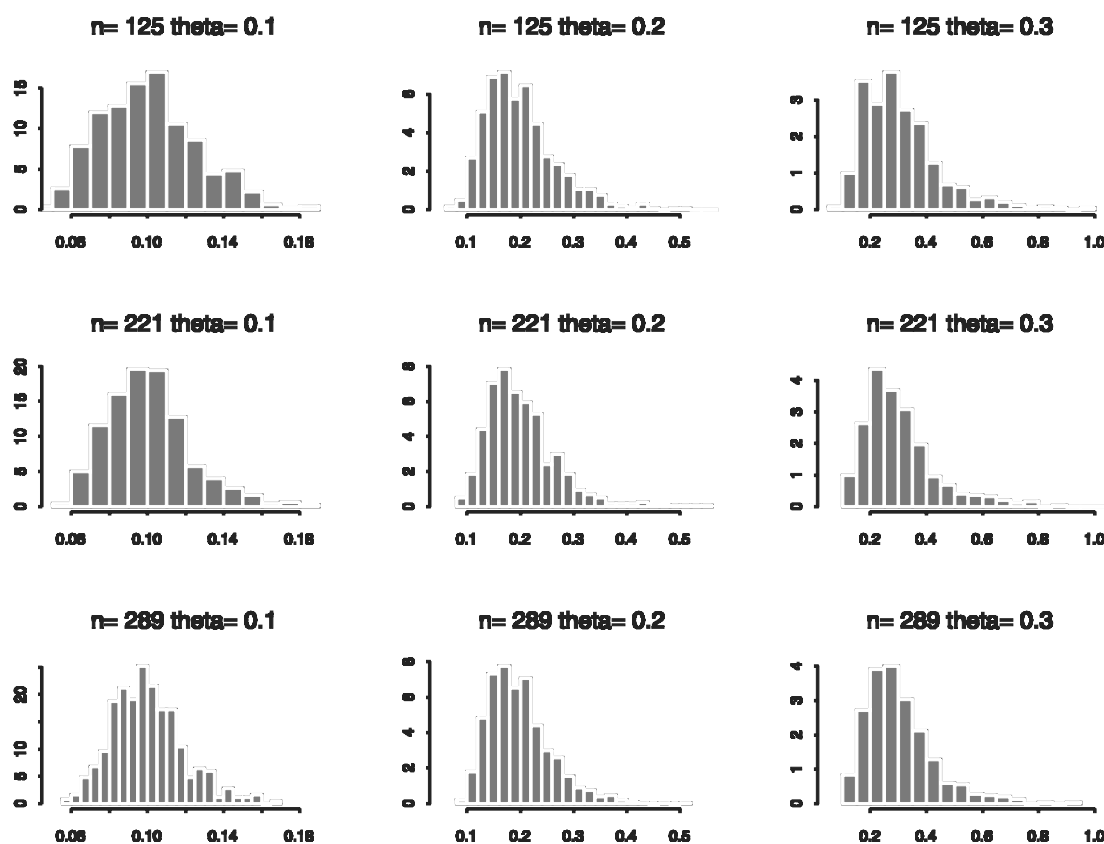 n= 125 theta= 0.1
0 5 10 15
0.06 0.10 0.14 0.18
n= 125 theta= 0.2
0 2 4 6
0.1 0.2 0.3 0.4 0.5
n= 125 theta= 0.3
0 1 2 3
0.2 0.4 0.6 0.8 1.0
n= 221 theta= 0.1
0 5 10 15 20
0.06 0.10 0.14 0.18
n= 221 theta= 0.2
0 2 4 6 8
0.1 0.2 0.3 0.4 0.5
n= 221 theta= 0.3
0 1 2 3 4
0.2 0.4 0.6 0.8 1.0
n= 289 theta= 0.1
0 5 10 20
0.06 0.10 0.14 0.18
n= 289 theta= 0.2
0 2 4 6 8
0.1 0.2 0.3 0.4 0.5
n= 289 theta= 0.3
0 1 2 3 4
0.2 0.4 0.6 0.8 1.0